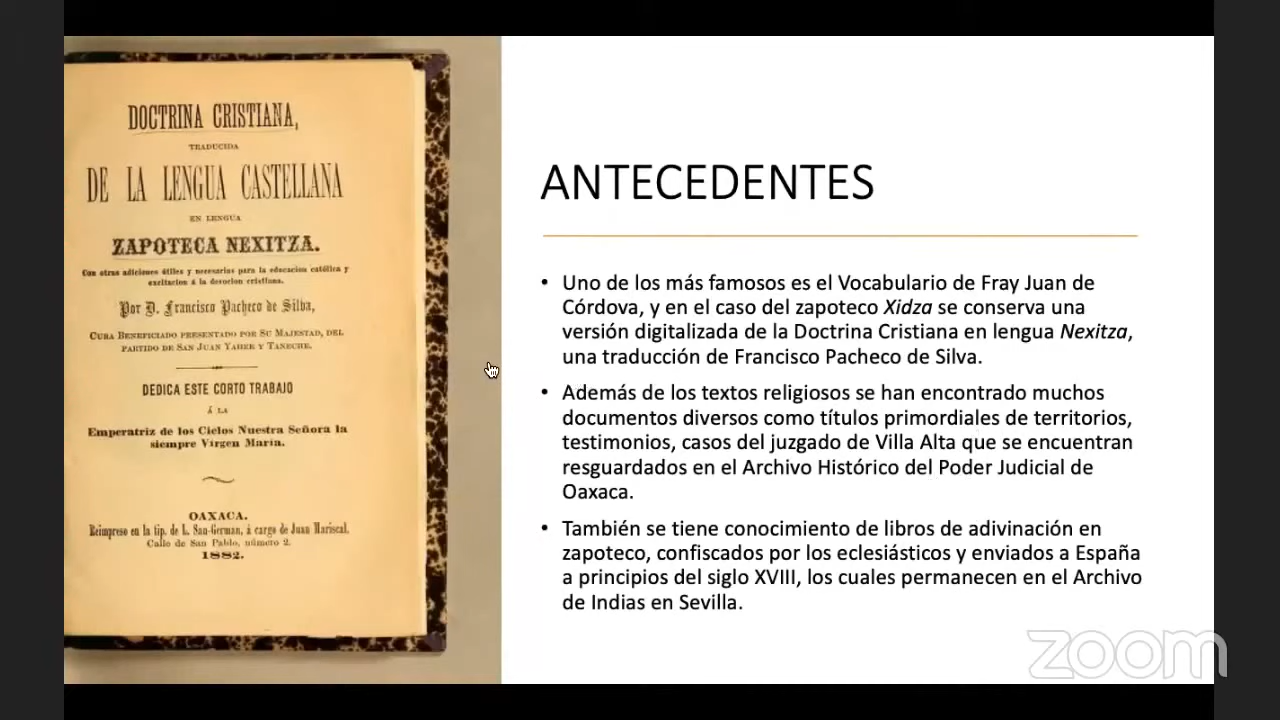 DOCTRINA CRISTIANA,
TRADUCIDA
DE LA LENGUA CASTELLANA
EN LENGUA
ZAPOTECA NEXITZA.
Con otras adiciones útiles y necesarias para la educacion católica y
excitacion á la devocion cristiana.
Por D. Francisco Pacheco de Silva,
CURA BENEFICIADO PRESENTADO POR SU MAJESTAD, DEL
PARTIDO DE SAN JUAN YAHEE Y TANECHE.
DEDICA ESTE CORTO TRABAJO
Á LA
Emperatriz de los Cielos Nuestra Señora la
siempre Vírgen María.
OAXACA.
Reimpreso en la tip. de L. San-German, á cargo de Juan Mariscal.
Calle de San Pablo, número 2.
1882.
ANTECEDENTES
• Uno de los más famosos es el Vocabulario de Fray Juan de
Córdova, y en el caso del zapoteco Xidza se conserva una
versión digitalizada de la Doctrina Cristiana en lengua Nexitza,
una traducción de Francisco Pacheco de Silva.
• Además de los textos religiosos se han encontrado muchos
documentos diversos como títulos primordiales de territorios,
testimonios, casos del juzgado de Villa Alta que se encuentran
resguardados en el Archivo Histórico del Poder Judicial de
Oaxaca.
• También se tiene conocimiento de libros de adivinación en
zapoteco, confiscados por los eclesiásticos y enviados a España
a principios del siglo XVIII, los cuales permanecen en el Archivo
de Indias en Sevilla.
zoom